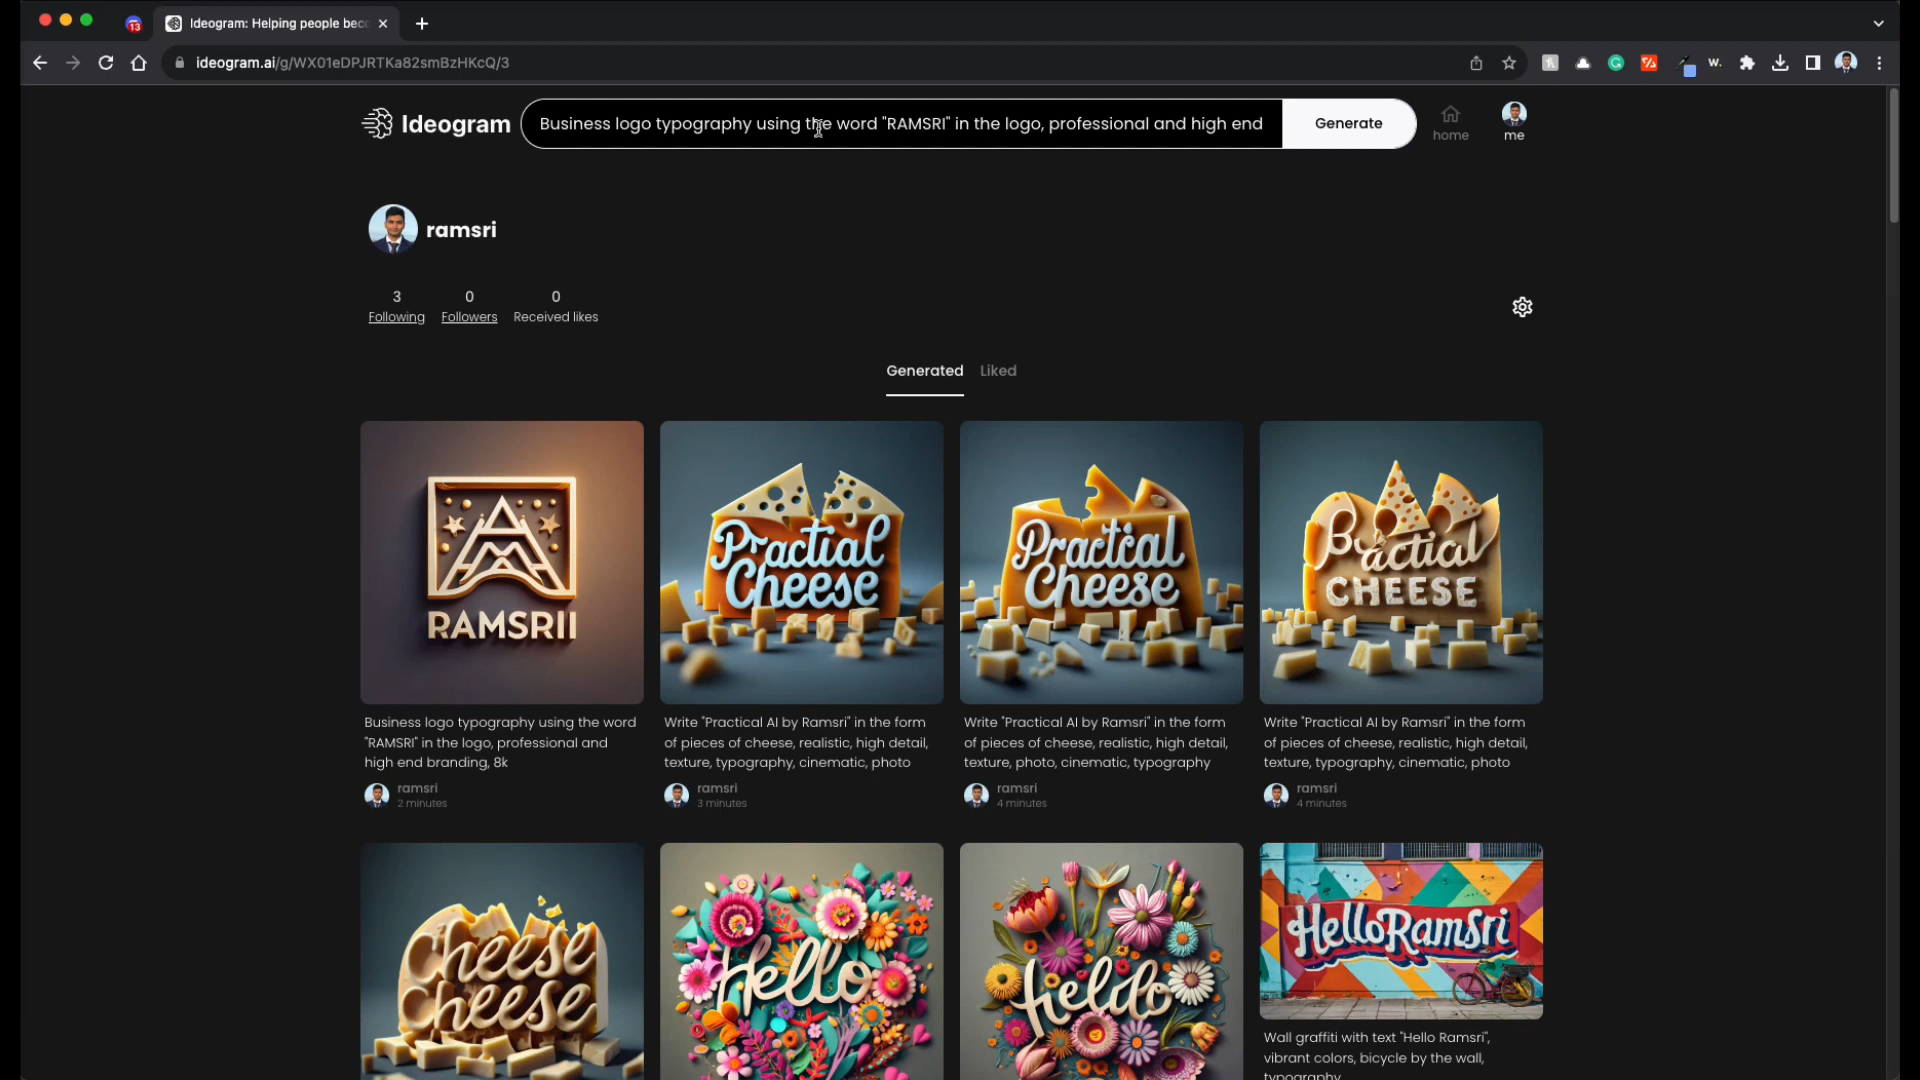 13
Ideogram: Helping people bec
ideogram.ai/g/WX01eDPJRTKa82smBzHKcQ/3
w.
Ideogram
Business logo typography using the word "RAMSRI" in the logo, professional and high end
Generate
home
me
ramsri
3
Following
0
Followers
0
Received likes
Generated
Liked
RAMSRII
Practial
Cheese
Practcal
Cheese
Bractial
CHEESE
Business logo typography using the word
"RAMSRI" in the logo, professional and
high end branding, 8k
ramsri
2 minutes
Write "Practical AI by Ramsri" in the form
of pieces of cheese, realistic, high detail,
texture, typography, cinematic, photo
ramsri
3 minutes
Write "Practical AI by Ramsri" in the form
of pieces of cheese, realistic, high detail,
texture, photo, cinematic, typography
ramsri
4 minutes
Write "Practical AI by Ramsri" in the form
of pieces of cheese, realistic, high detail,
texture, typography, cinematic, photo
ramsri
4 minutes
Cheese
Cheese
Hello
HelloRamsri
Wall graffiti with text "Hello Ramsri",
vibrant colors, bicycle by the wall,
typography